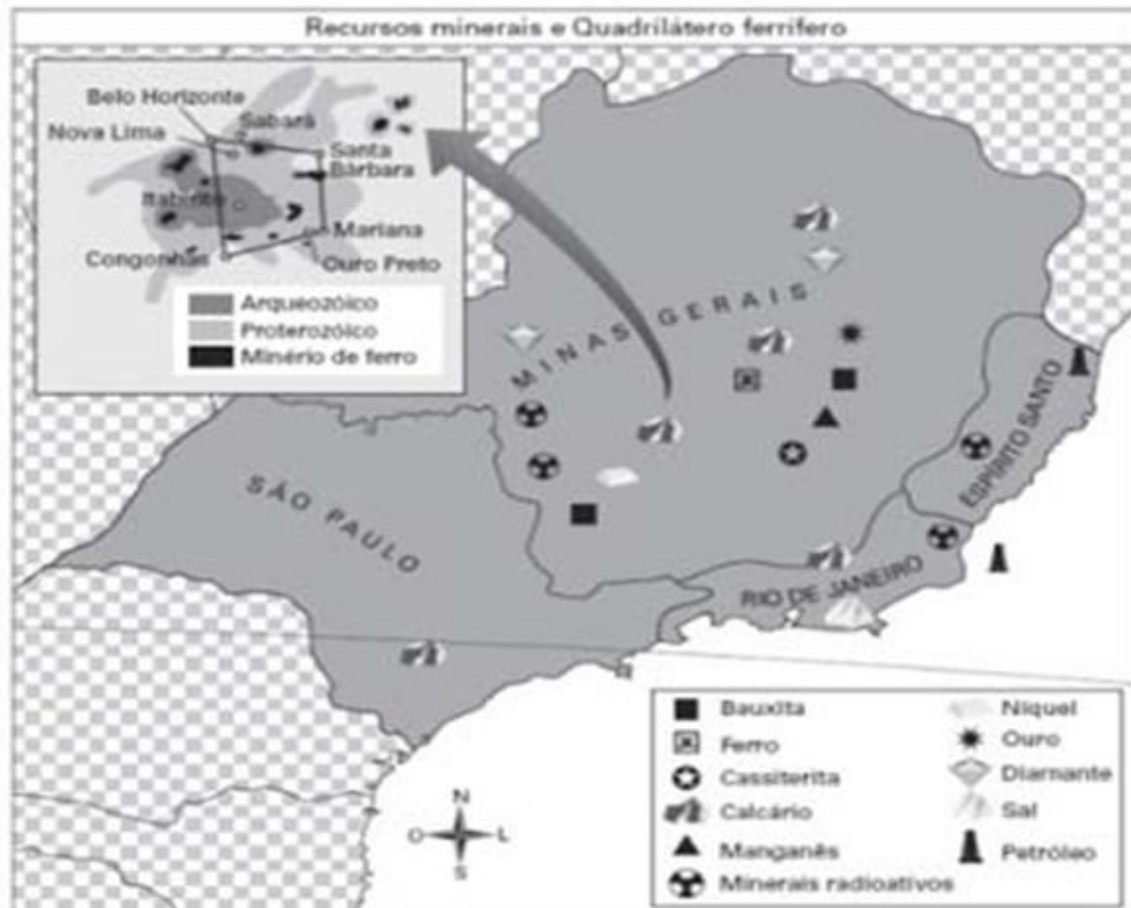 Recursos minerais e Quadrilátero ferrífero
Belo Horizonte
Sabará
Nova Lima
Santa
Bárbara
Itabirito
Mariana
Congonhas
Ouro Preto
Arqueozóico
Proterozóico
Minério de ferro
MINAS GERAIS
ESPÍRITO SANTO
SÃO PAULO
RIO DE JANEIRO
Bauxita
Níquel
Ferro
Ouro
Cassiterita
Diamante
Calcário
Sal
Manganês
Petróleo
Minerais radioativos
N
O
L
S